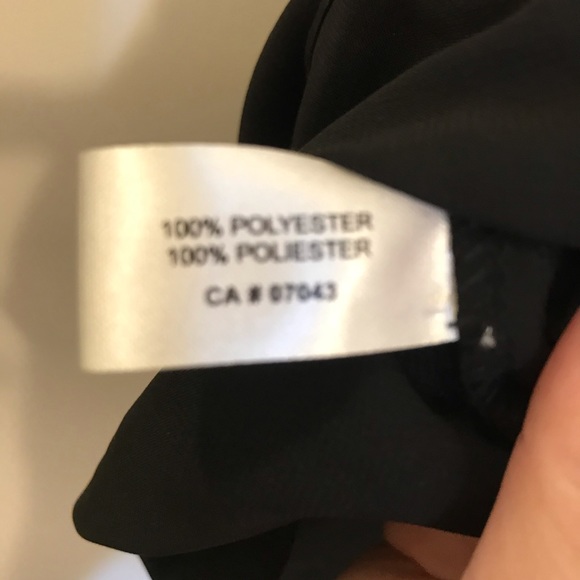 100% POLYESTER
100% POLIESTER
CA # 07043